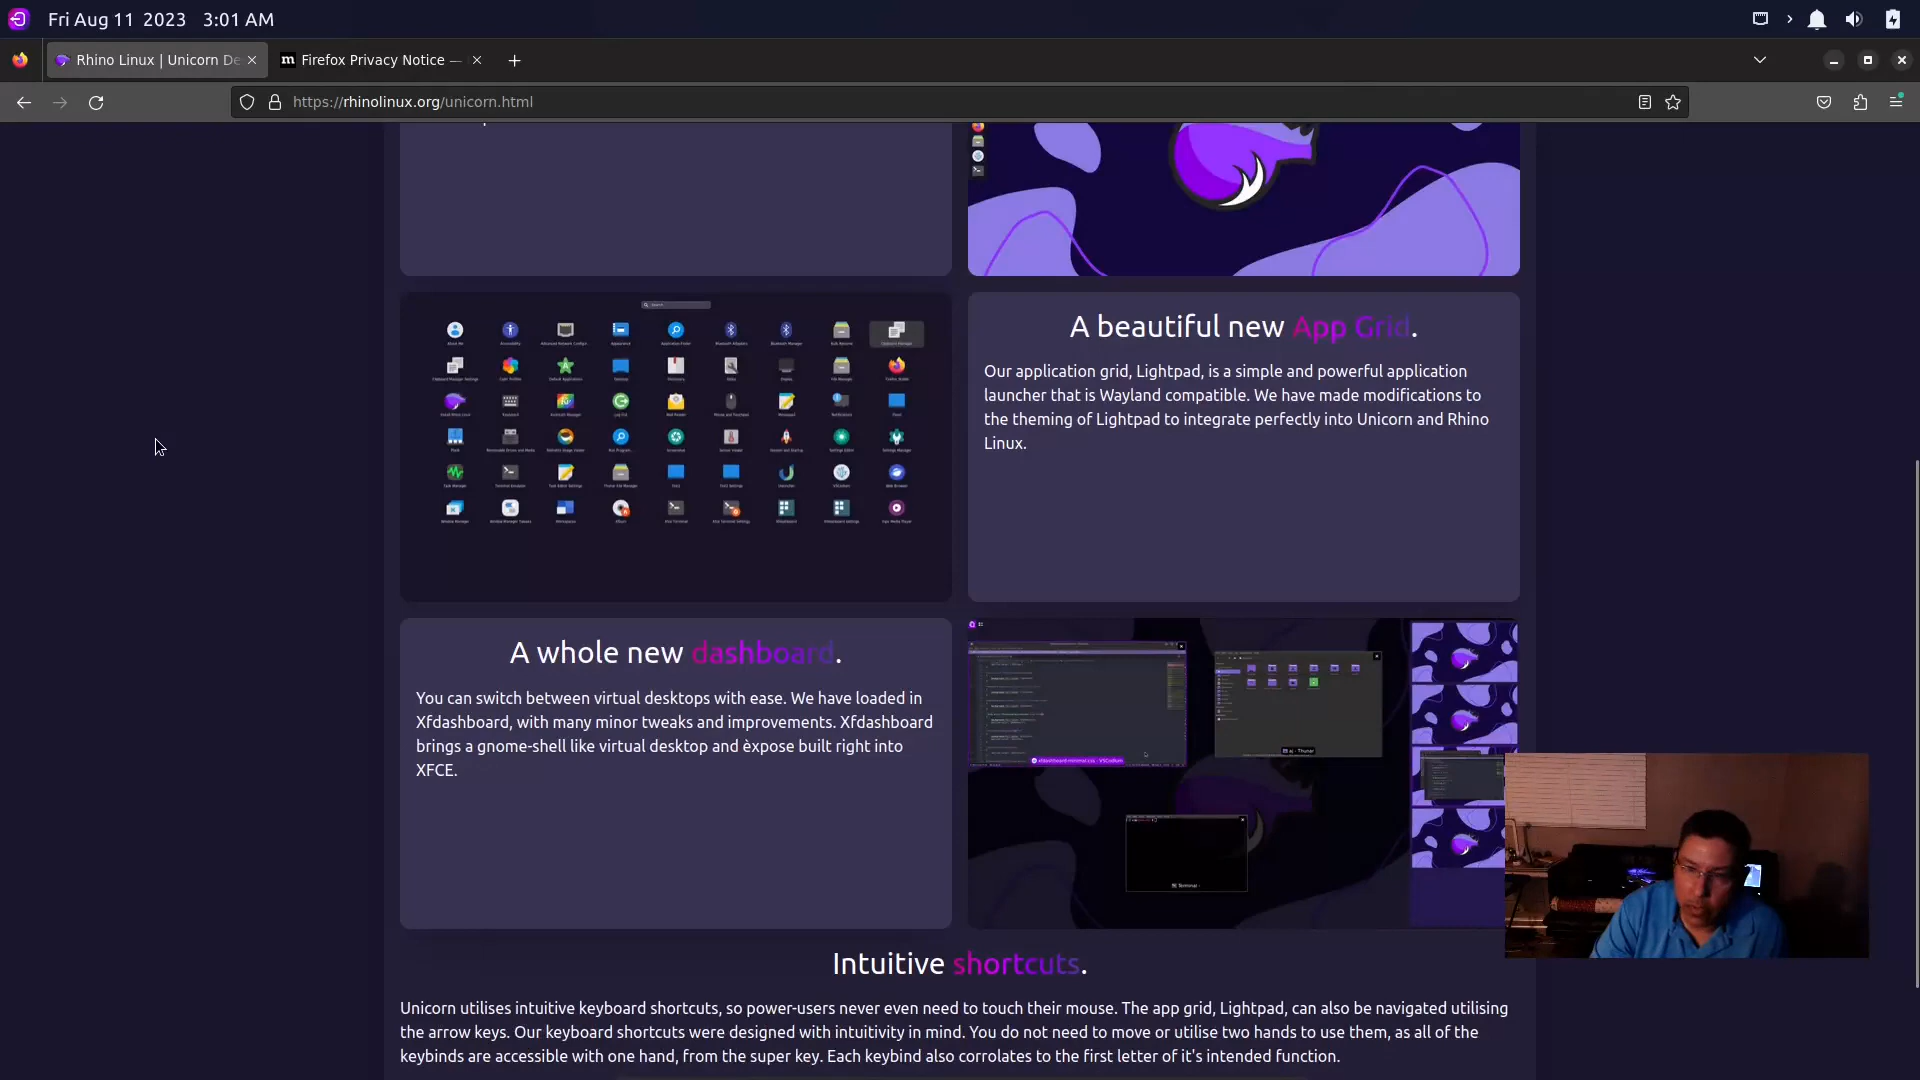 Fri Aug 11 2023 3:01 AM
Rhino Linux | Unicorn De
Firefox Privacy Notice —
https://rhinolinux.org/unicorn.html
A beautiful new App Grid.
Our application grid, Lightpad, is a simple and powerful application
launcher that is Wayland compatible. We have made modifications to
the theming of Lightpad to integrate perfectly into Unicorn and Rhino
Linux.
A whole new dashboard.
You can switch between virtual desktops with ease. We have loaded in
Xfdashboard, with many minor tweaks and improvements. Xfdashboard
brings a gnome-shell like virtual desktop and èxpose built right into
XFCE.
Intuitive shortcuts.
Unicorn utilises intuitive keyboard shortcuts, so power-users never even need to touch their mouse. The app grid, Lightpad, can also be navigated utilising
the arrow keys. Our keyboard shortcuts were designed with intuitivity in mind. You do not need to move or utilise two hands to use them, as all of the
keybinds are accessible with one hand, from the super key. Each keybind also corrolates to the first letter of it's intended function.